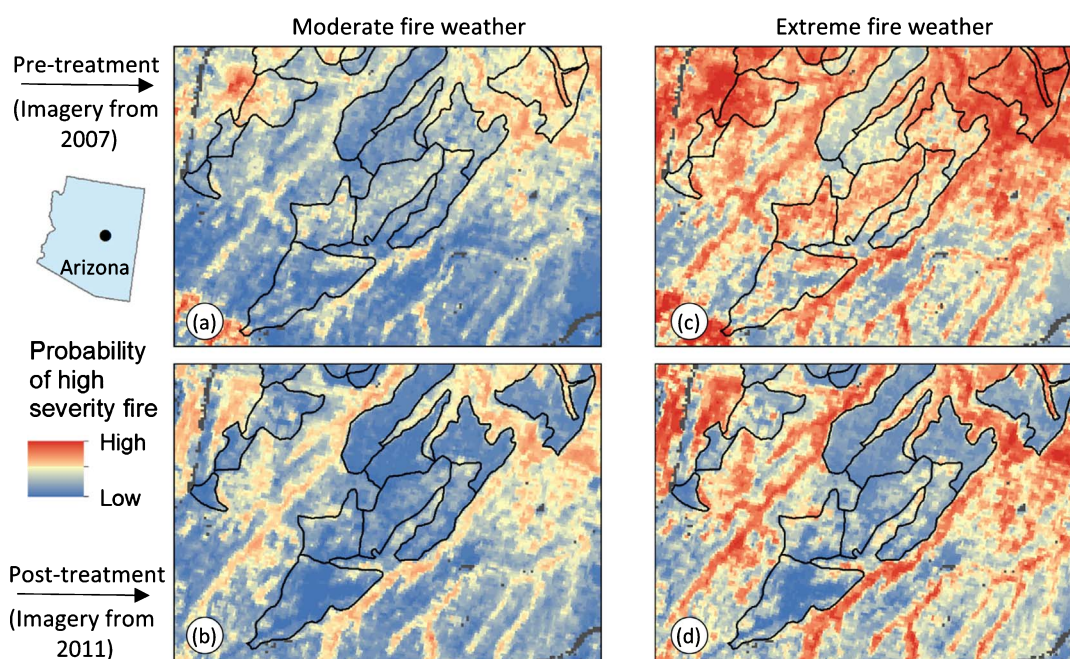 Moderate fire weather
Extreme fire weather
Pre-treatment
(Imagery from
2007)
Arizona
(a)
(c)
Probability
of high
severity fire
High
Low
Post-treatment
(Imagery from
2011)
(b)
(d)